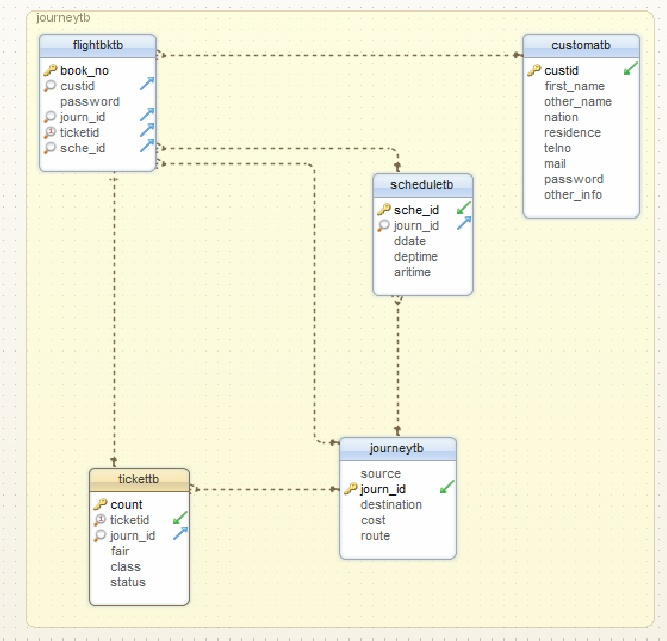 journeytb
flightbktb
book_no
custid
password
journ_id
ticketid
sche_id
customatb
custid
first_name
other_name
nation
residence
telno
mail
password
other_info
scheduletb
sche_id
journ_id
ddate
deptime
aritime
journeytb
source
journ_id
destination
cost
route
tickettb
count
ticketid
journ_id
fair
class
status